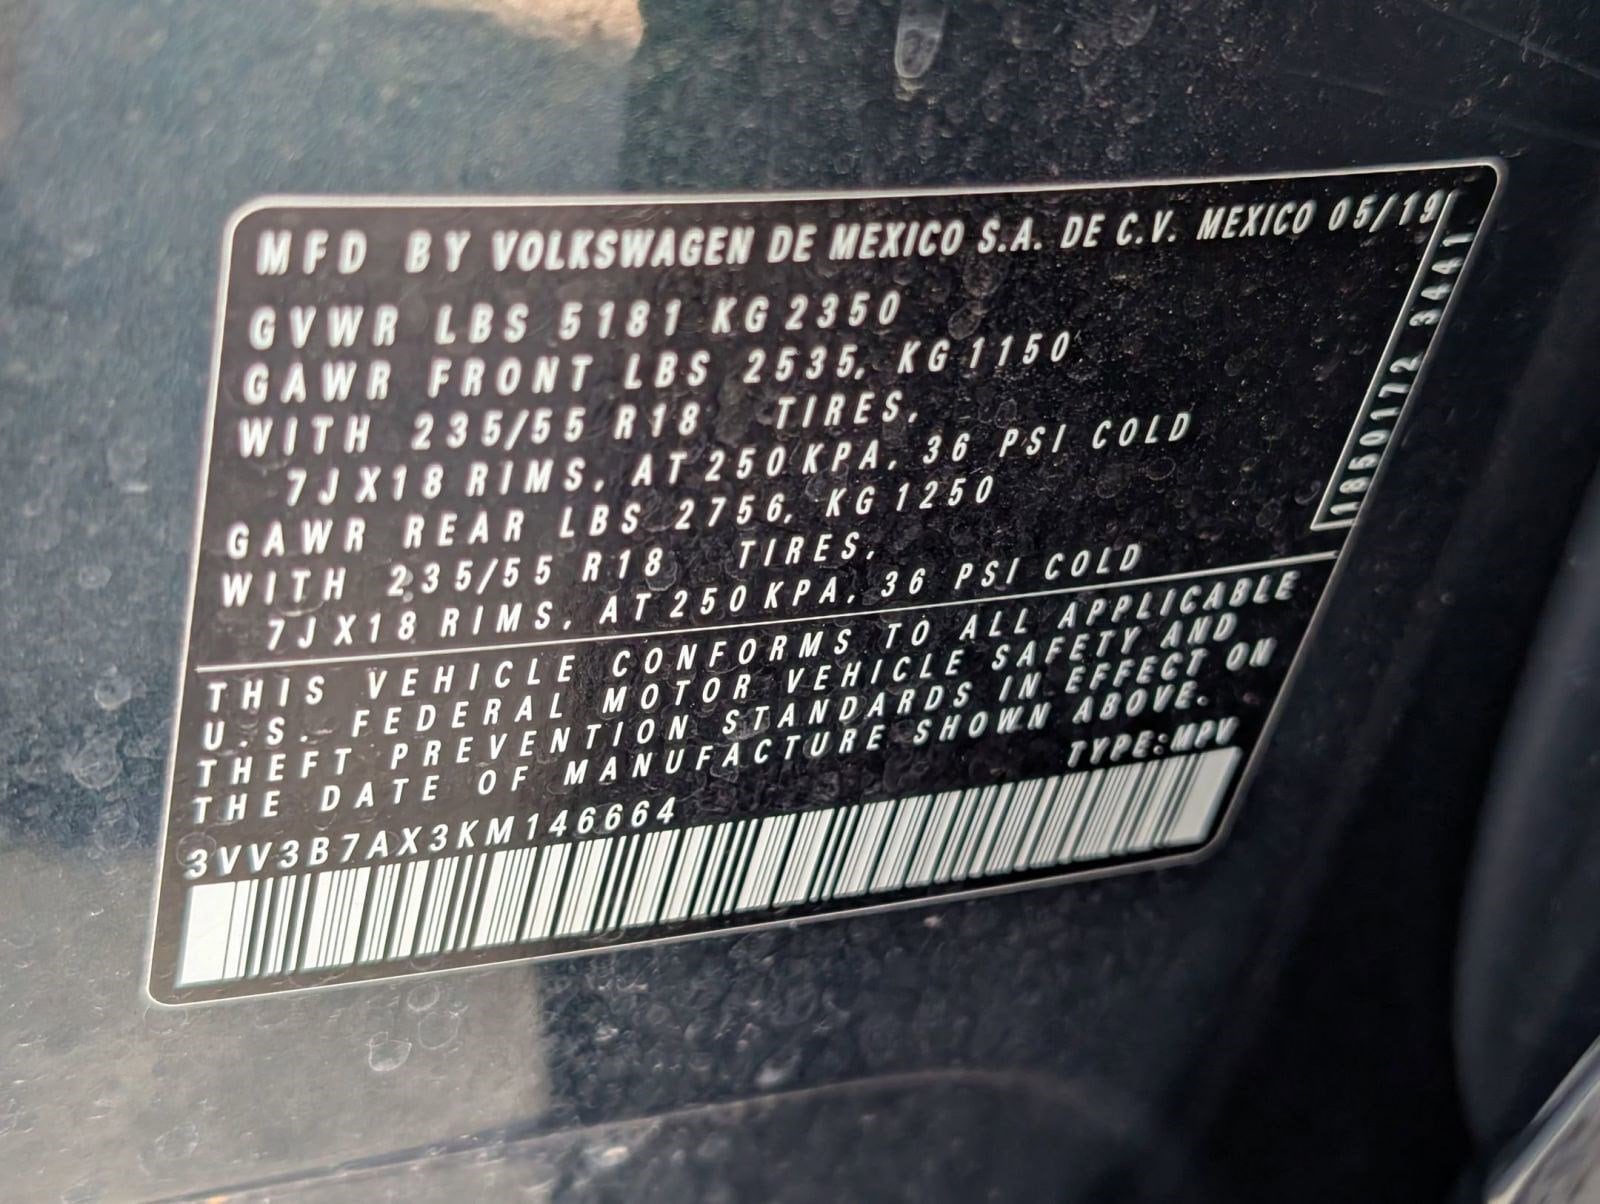 MFD BY VOLKSWAGEN DE MEXICO S.A. DE C.V. MEXICO 05/19
GVWR LBS 5181 KG 2350
GAWR FRONT LBS 2535, KG 1150
WITH 235/55 R18 TIRES,
7JX18 RIMS, AT 250 KPA, 36 PSI COLD
GAWR REAR LBS 2756, KG 1250
WITH 235/55 R18 TIRES,
7JX18 RIMS, AT 250 KPA, 36 PSI COLD
THIS VEHICLE CONFORMS TO ALL APPLICABLE
U.S. FEDERAL MOTOR VEHICLE SAFETY AND
THEFT PREVENTION STANDARDS IN EFFECT ON
THE DATE OF MANUFACTURE SHOWN ABOVE.
TYPE:MPV
3VV3B7AX3KM146664
1850172 3441